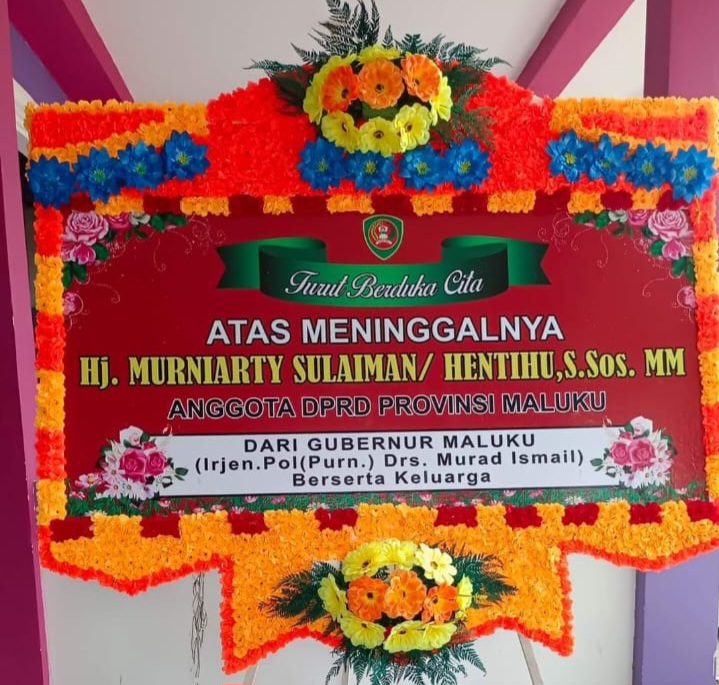 Turut Berduka Cita
ATAS MENINGGALNYA
Hj. MURNIARTY SULAIMAN/ HENTIHU,S.Sos. MM
ANGGOTA DPRD PROVINSI MALUKU
DARI GUBERNUR MALUKU
(Irjen.Pol(Purn.) Drs. Murad Ismail)
Berserta Keluarga